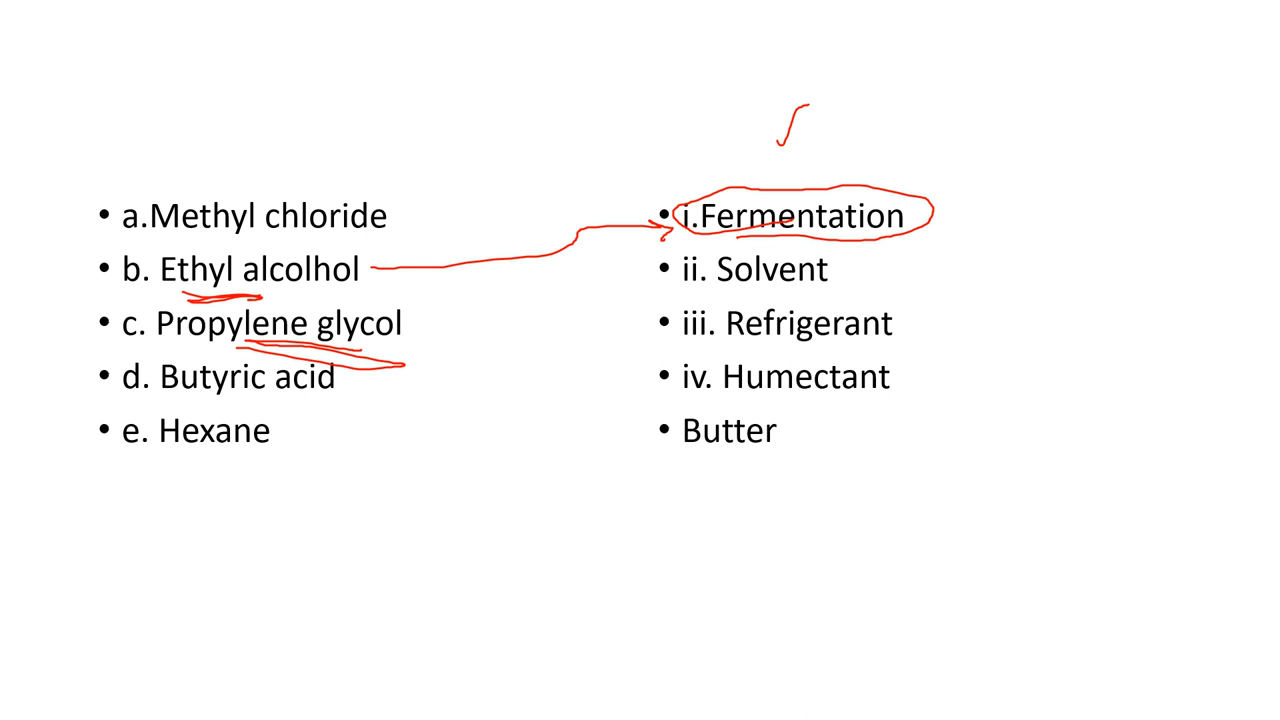 • a.Methyl chloride
• b. Ethyl alcolhol
• c. Propylene glycol
• d. Butyric acid
• e. Hexane
• i.Fermentation
• ii. Solvent
• iii. Refrigerant
• iv. Humectant
• Butter